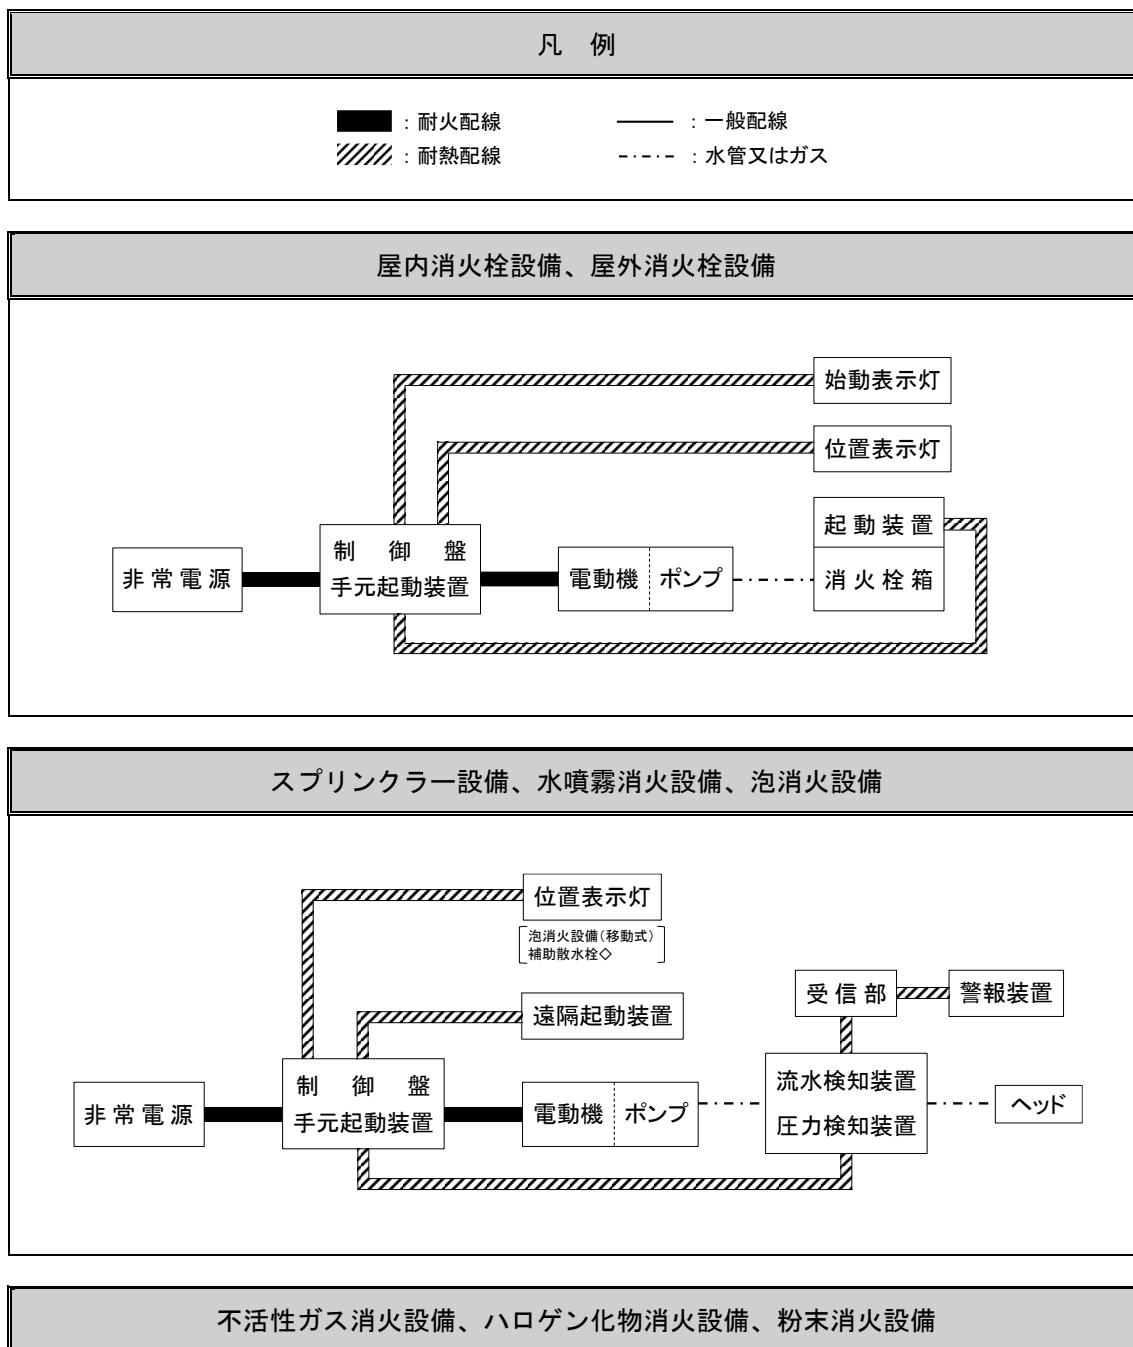 凡　例
：耐火配線
：一般配線
：耐熱配線
：水管又はガス
屋内消火栓設備、屋外消火栓設備
始動表示灯
位置表示灯
起動装置
制御盤
非常電源
手元起動装置
電動機
ポンプ
消火栓箱
スプリンクラー設備、水噴霧消火設備、泡消火設備
位置表示灯
泡消火設備（移動式）
補助散水栓◇
受信部
警報装置
遠隔起動装置
制御盤
非常電源
手元起動装置
電動機
ポンプ
流水検知装置
圧力検知装置
ヘッド
不活性ガス消火設備、ハロゲン化物消火設備、粉末消火設備